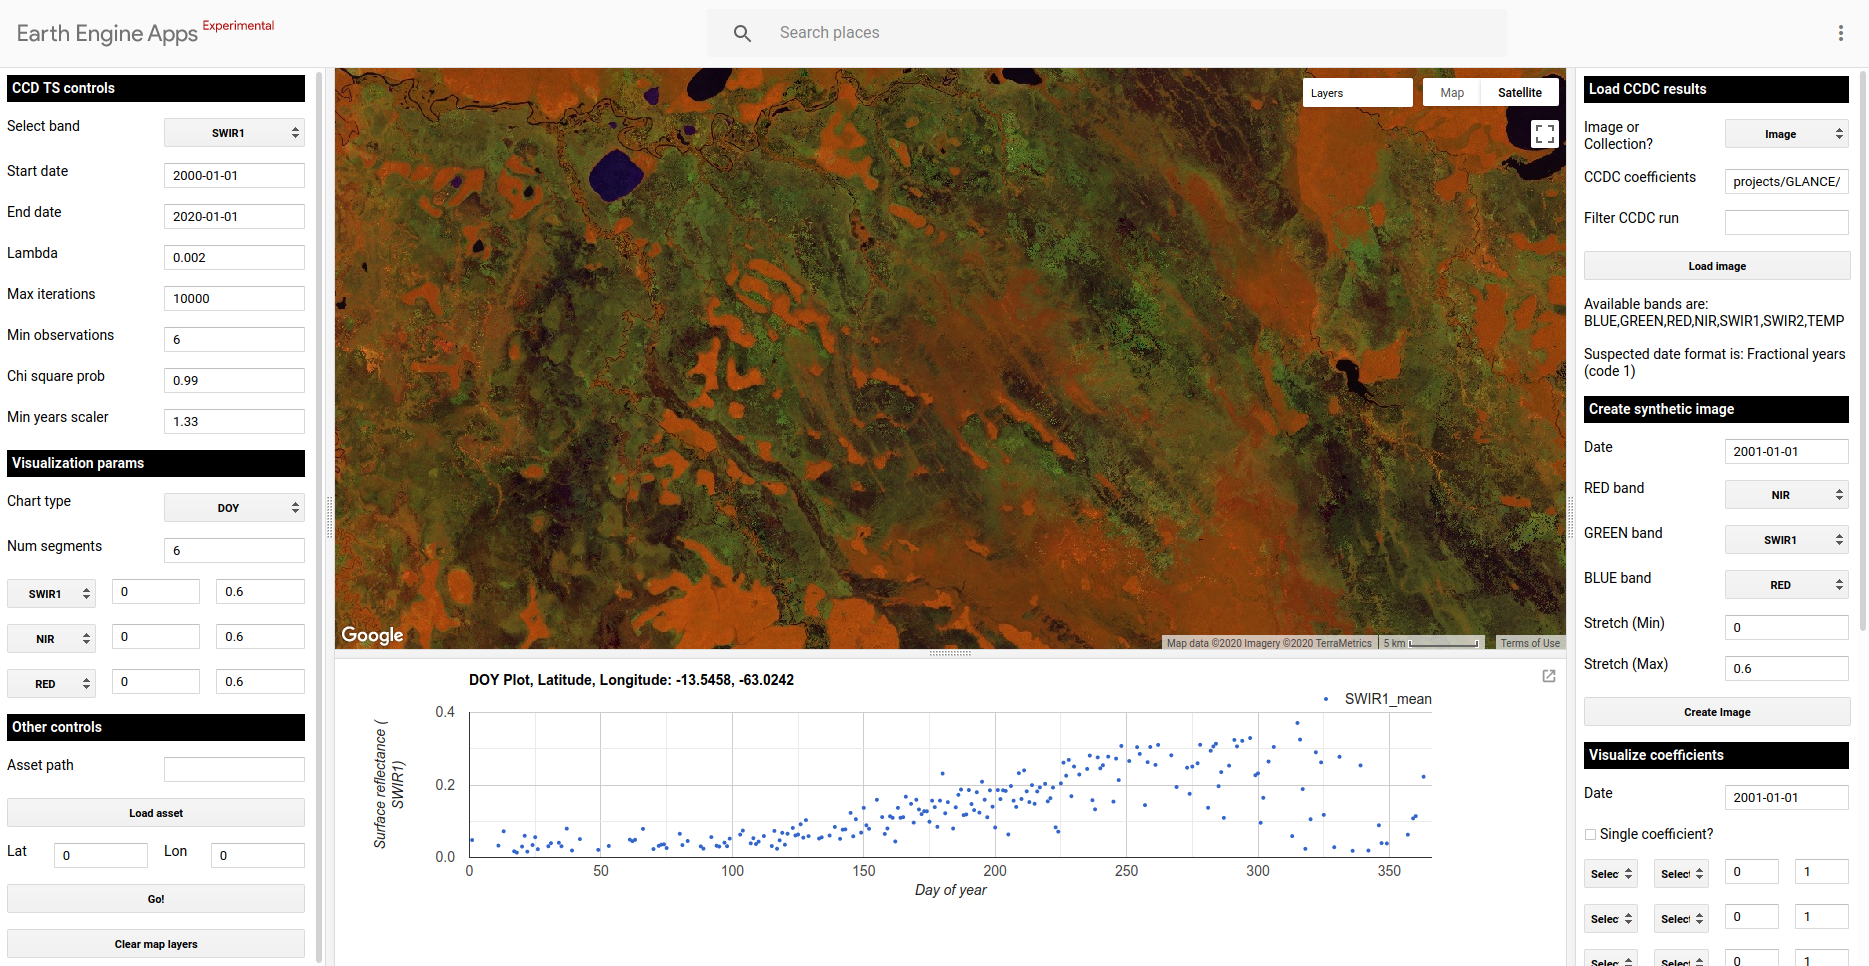 Earth Engine Apps Experimental
Search places
CCD TS controls
Select band SWIR1
Start date 2000-01-01
End date 2020-01-01
Lambda 0.002
Max iterations 10000
Min observations 6
Chi square prob 0.99
Min years scaler 1.33
Visualization params
Chart type DOY
Num segments 6
SWIR1 0 0.6
NIR 0 0.6
RED 0 0.6
Other controls
Asset path
Load asset
Lat 0 Lon 0
Go!
Clear map layers
Layers
Map Satellite
Google
Map data ©2020 Imagery ©2020 TerraMetrics 5 km Terms of Use
DOY Plot, Latitude, Longitude: -13.5458, -63.0242
SWIR1_mean
Surface reflectance (
SWIR1)
0.4
0.2
0.0
0 50 100 150 200 250 300 350
Day of year
Load CCDC results
Image or
Collection?
Image
CCDC coefficients projects/GLANCE/
Filter CCDC run
Load image
Available bands are:
BLUE,GREEN,RED,NIR,SWIR1,SWIR2,TEMP
Suspected date format is: Fractional years
(code 1)
Create synthetic image
Date 2001-01-01
RED band NIR
GREEN band SWIR1
BLUE band RED
Stretch (Min) 0
Stretch (Max) 0.6
Create Image
Visualize coefficients
Date 2001-01-01
Single coefficient?
Selec Select 0 1
Selec Select 0 1
Selec Select 0 1